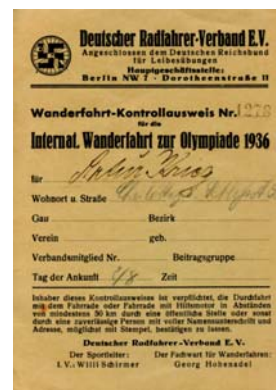 Deutscher Radfahrer-Verband E.V.
Angeschlossen dem Deutschen Reichsbund
für Leibesübungen
Hauptgeschäftsstelle:
Berlin NW 7 · Dorotheenstraße 11
Wanderfahrt-Kontrollausweis Nr. 1273
für die
Internat. Wanderfahrt zur Olympiade 1936
für
Wohnort u. Straße
Gau Bezirk
Verein geb.
Verbandsmitglied Nr. Beitragsgruppe
Tag der Ankunft 5/8 Zeit
Inhaber dieses Kontrollausweises ist verpflichtet, die Durchfahrt
mit dem Fahrrade oder Fahrrade mit Hilfsmotor in Abständen
von mindestens 50 km durch eine öffentliche Stelle oder sonst
durch eine zuverlässige Person mit voller Namensunterschrift und
Adresse, möglichst mit Stempel, bestätigen zu lassen.
Deutscher Radfahrer-Verband E.V.
Der Sportleiter: Der Fachwart für Wanderfahren:
I. V.: Willi Schirmer Georg Hohenadel